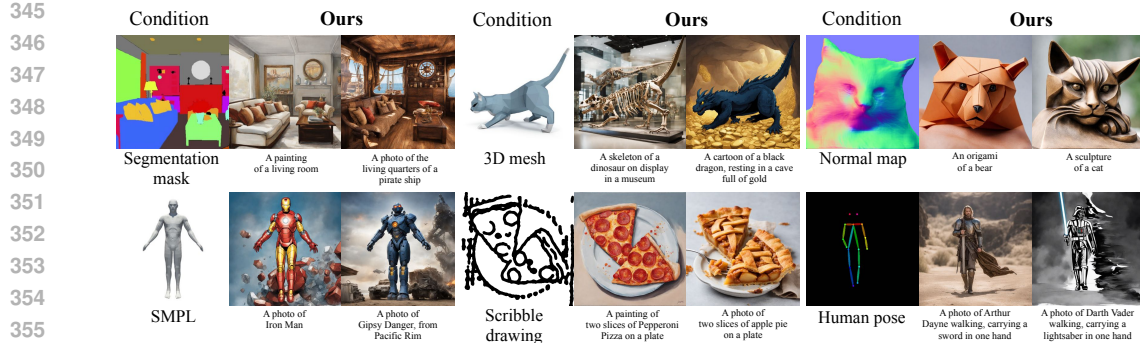 345
346
347
348
349
350
351
352
353
354
355
Condition Ours Condition Ours Condition Ours
Segmentation
mask
A painting
of a living room
A photo of the
living quarters of a
pirate ship
3D mesh
A skeleton of a
dinosaur on display
in a museum
A cartoon of a black
dragon, resting in a cave
full of gold
Normal map
An origami
of a bear
A sculpture
of a cat
SMPL
A photo of
Iron Man
A photo of
Gipsy Danger, from
Pacific Rim
Scribble
drawing
A painting of
two slices of Pepperoni
Pizza on a plate
A photo of
two slices of apple pie
on a plate
Human pose
A photo of Arthur
Dayne walking, carrying a
sword in one hand
A photo of Darth Vader
walking, carrying a
lightsaber in one hand